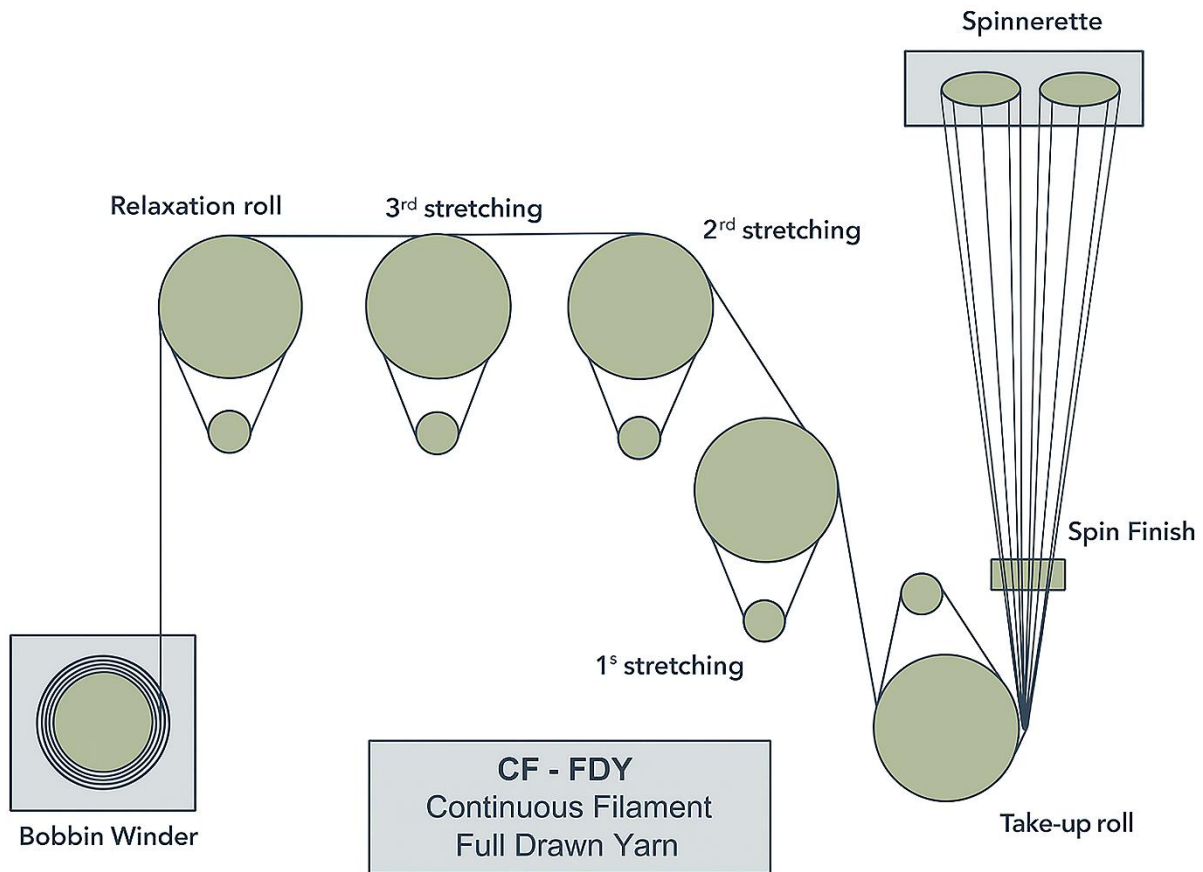 Spinnerette
Relaxation roll
3rd stretching
2rd stretching
Spin Finish
1s stretching
Take-up roll
Bobbin Winder
CF - FDY
Continuous Filament
Full Drawn Yarn